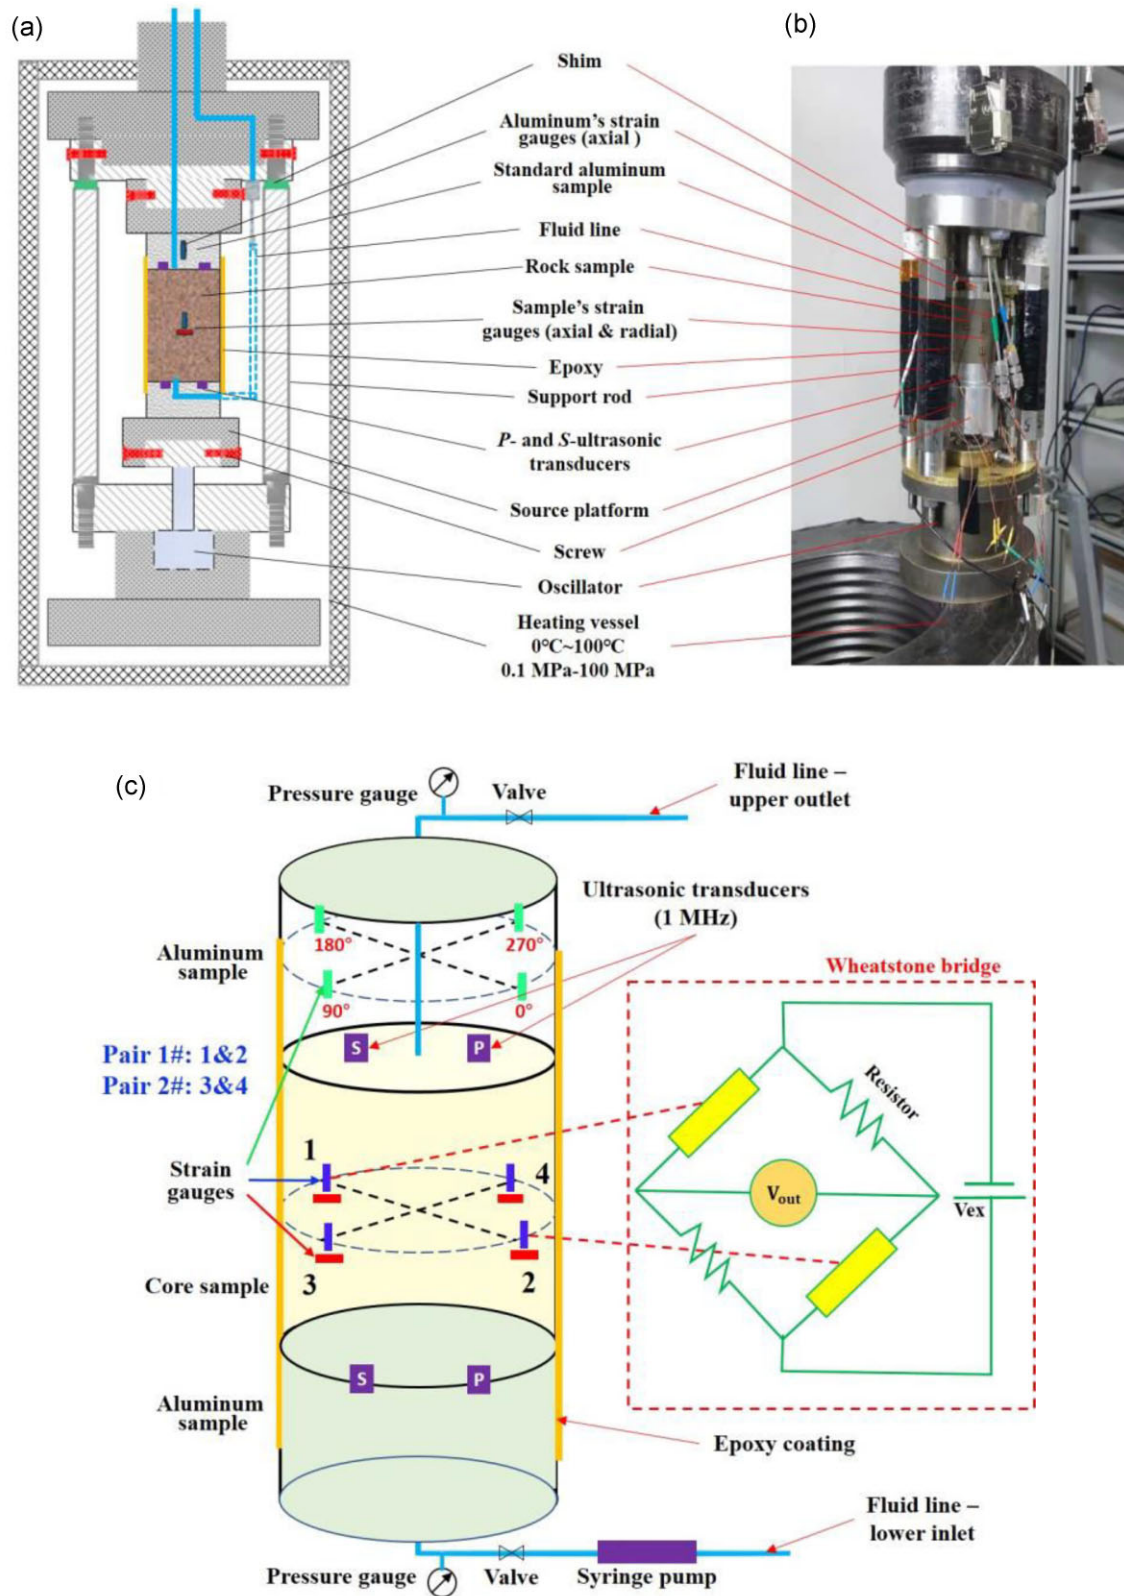 (a)
(b)
Shim
Aluminum's strain
gauges (axial )
Standard aluminum
sample
Fluid line
Rock sample
Sample's strain
gauges (axial & radial)
Epoxy
Support rod
P- and S-ultrasonic
transducers
Source platform
Screw
Oscillator
Heating vessel
0°C~100°C
0.1 MPa-100 MPa
(c)
Pressure gauge
Valve
Fluid line –
upper outlet
Ultrasonic transducers
(1 MHz)
180°
270°
Aluminum
sample
90°
0°
Wheatstone bridge
S
P
Pair 1#: 1&2
Pair 2#: 3&4
Resistor
1
4
Strain
gauges
Vout
Vex
3
2
Core sample
S
P
Aluminum
sample
Epoxy coating
Fluid line –
lower inlet
Pressure gauge
Valve
Syringe pump